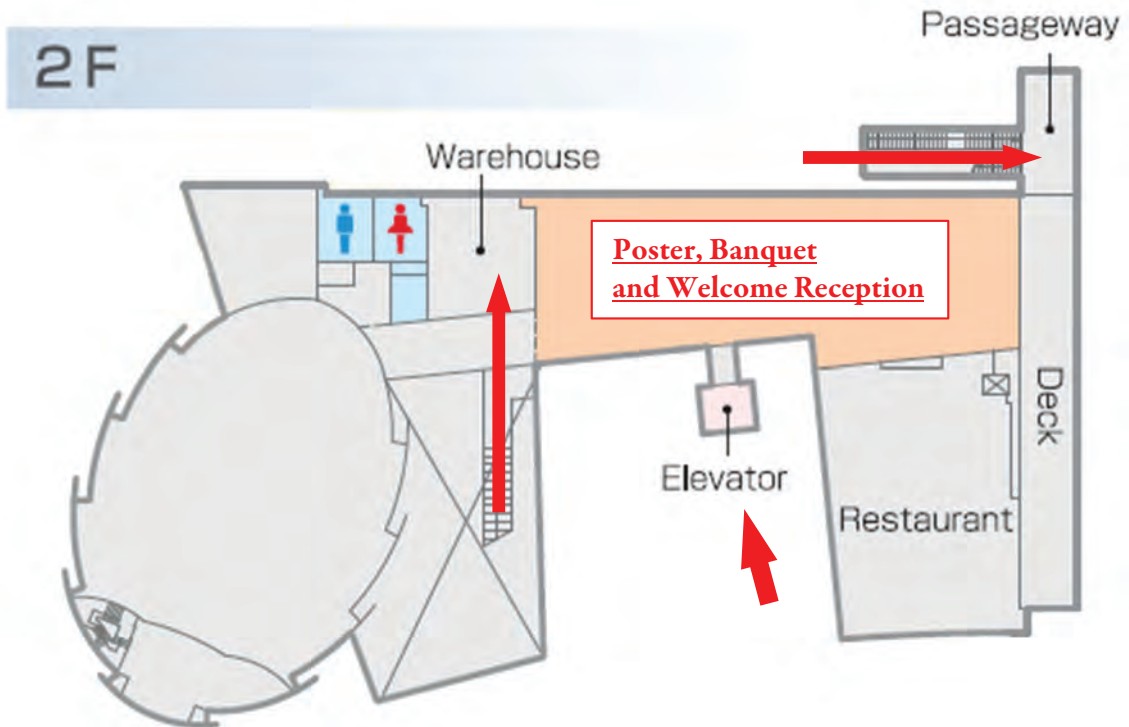 Passageway
2F
Warehouse
Poster, Banquet
and Welcome Reception
Deck
Elevator
Restaurant